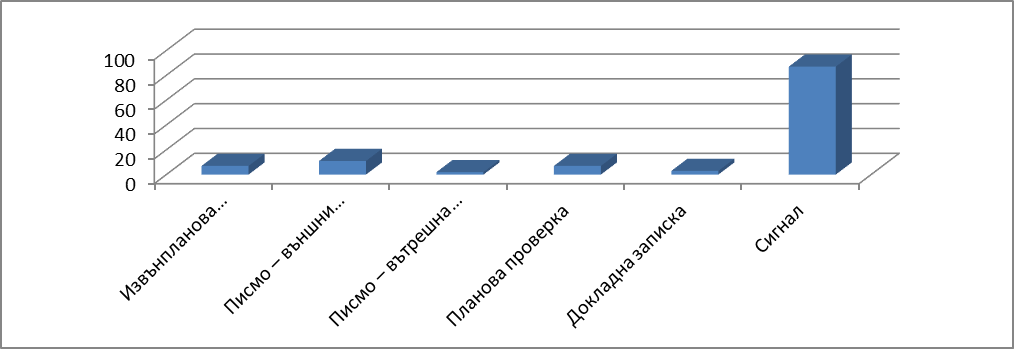 100
80
60
40
20
0
Извънпланова...
Писмо – външни...
Писмо – вътрешна...
Планова проверка
Докладна записка
Сигнал